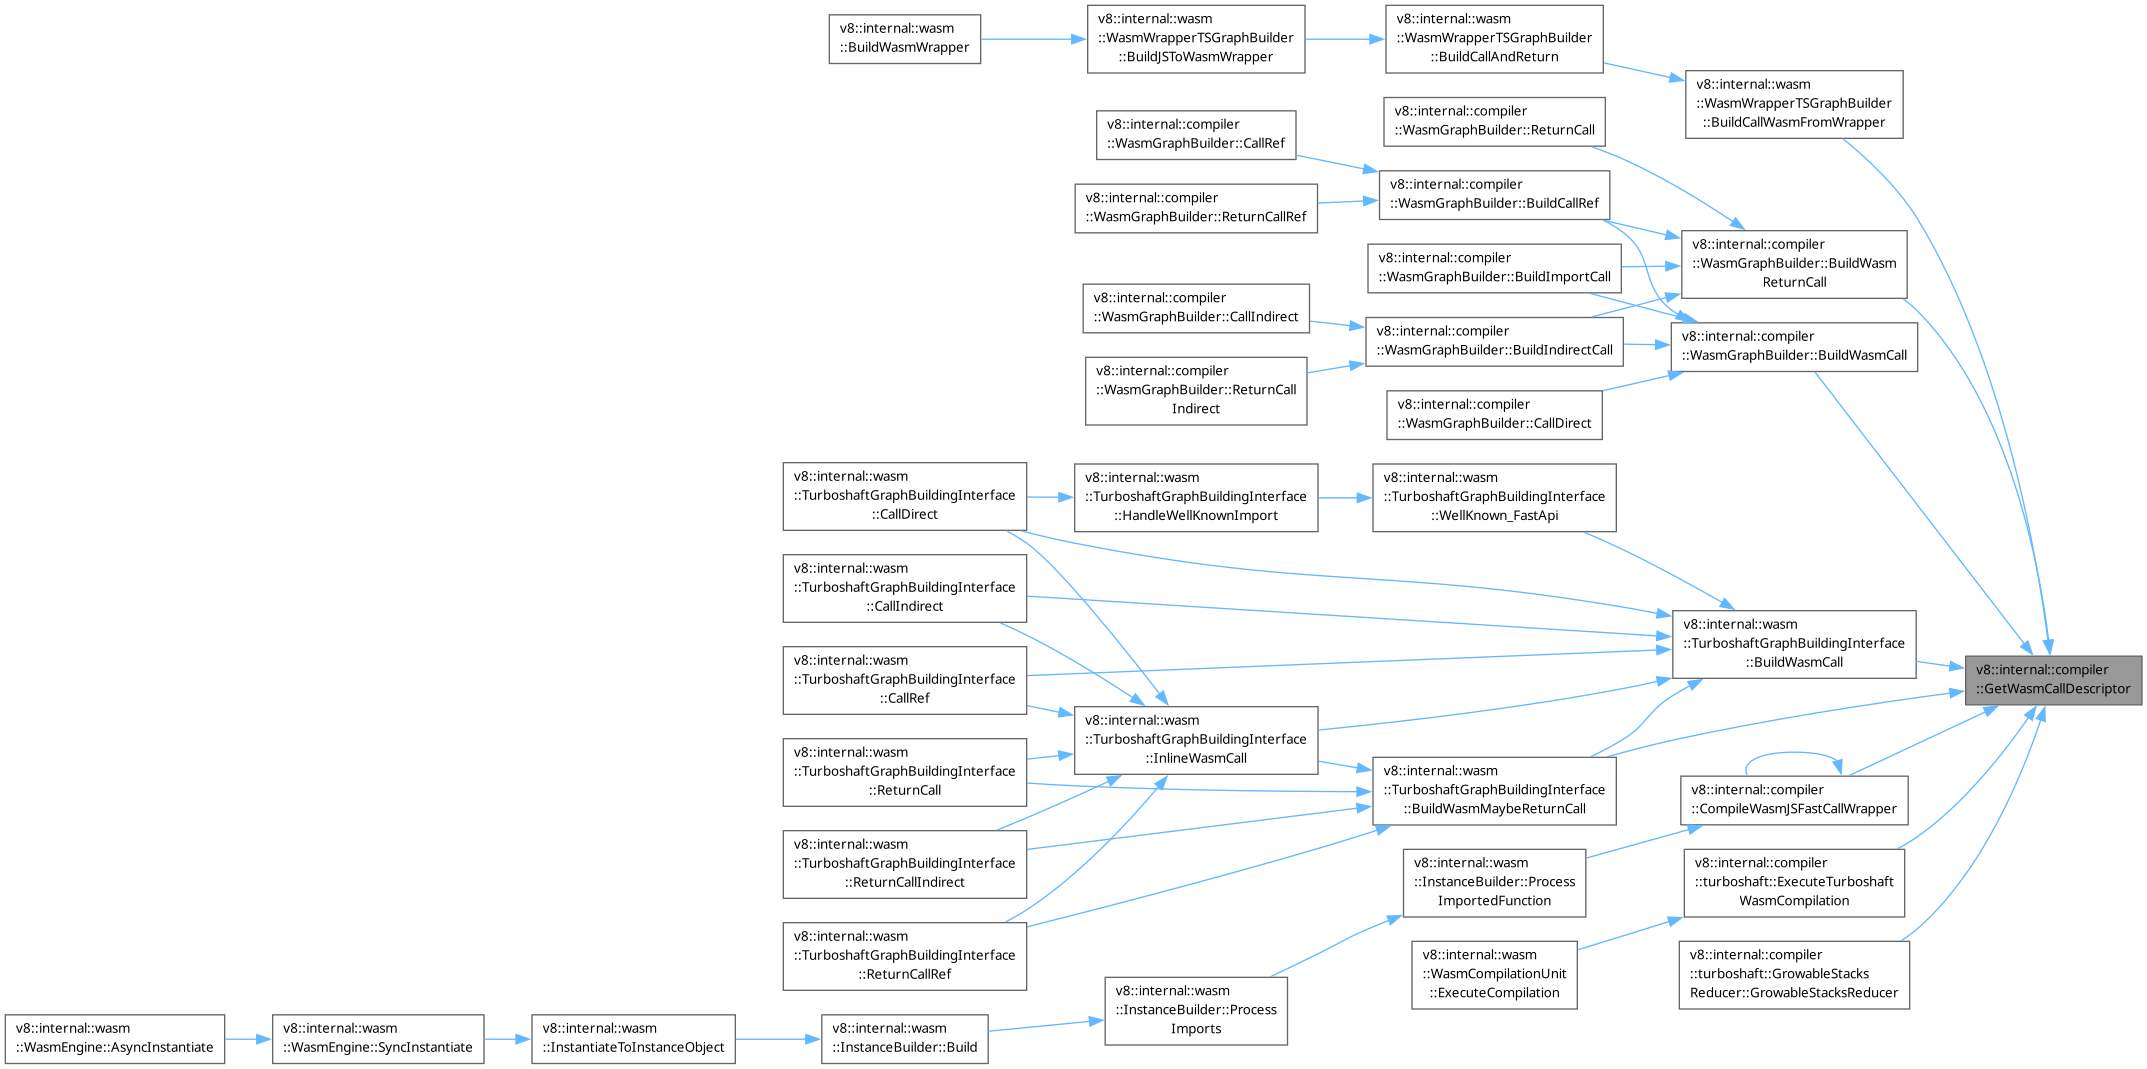 v8::internal::wasm
::BuildWasmWrapper
v8::internal::wasm
::WasmWrapperTSGraphBuilder
::BuildJSToWasmWrapper
v8::internal::wasm
::WasmWrapperTSGraphBuilder
::BuildCallAndReturn
v8::internal::wasm
::WasmWrapperTSGraphBuilder
::BuildCallWasmFromWrapper
v8::internal::compiler
::WasmGraphBuilder::ReturnCall
v8::internal::compiler
::WasmGraphBuilder::CallRef
v8::internal::compiler
::WasmGraphBuilder::BuildCallRef
v8::internal::compiler
::WasmGraphBuilder::ReturnCallRef
v8::internal::compiler
::WasmGraphBuilder::BuildWasm
ReturnCall
v8::internal::compiler
::WasmGraphBuilder::BuildImportCall
v8::internal::compiler
::WasmGraphBuilder::CallIndirect
v8::internal::compiler
::WasmGraphBuilder::BuildIndirectCall
v8::internal::compiler
::WasmGraphBuilder::BuildWasmCall
v8::internal::compiler
::WasmGraphBuilder::ReturnCall
Indirect
v8::internal::compiler
::WasmGraphBuilder::CallDirect
v8::internal::wasm
::TurboshaftGraphBuildingInterface
::CallDirect
v8::internal::wasm
::TurboshaftGraphBuildingInterface
::HandleWellKnownImport
v8::internal::wasm
::TurboshaftGraphBuildingInterface
::WellKnown_FastApi
v8::internal::wasm
::TurboshaftGraphBuildingInterface
::CallIndirect
v8::internal::wasm
::TurboshaftGraphBuildingInterface
::BuildWasmCall
v8::internal::wasm
::TurboshaftGraphBuildingInterface
::CallRef
v8::internal::compiler
::GetWasmCallDescriptor
v8::internal::wasm
::TurboshaftGraphBuildingInterface
::InlineWasmCall
v8::internal::wasm
::TurboshaftGraphBuildingInterface
::ReturnCall
v8::internal::wasm
::TurboshaftGraphBuildingInterface
::BuildWasmMaybeReturnCall
v8::internal::compiler
::CompileWasmJSFastCallWrapper
v8::internal::wasm
::TurboshaftGraphBuildingInterface
::ReturnCallIndirect
v8::internal::wasm
::InstanceBuilder::Process
ImportedFunction
v8::internal::compiler
::turboshaft::ExecuteTurboshaft
WasmCompilation
v8::internal::wasm
::TurboshaftGraphBuildingInterface
::ReturnCallRef
v8::internal::wasm
::WasmCompilationUnit
::ExecuteCompilation
v8::internal::compiler
::turboshaft::GrowableStacks
Reducer::GrowableStacksReducer
v8::internal::wasm
::InstanceBuilder::Process
Imports
v8::internal::wasm
::WasmEngine::AsyncInstantiate
v8::internal::wasm
::WasmEngine::SyncInstantiate
v8::internal::wasm
::InstantiateToInstanceObject
v8::internal::wasm
::InstanceBuilder::Build